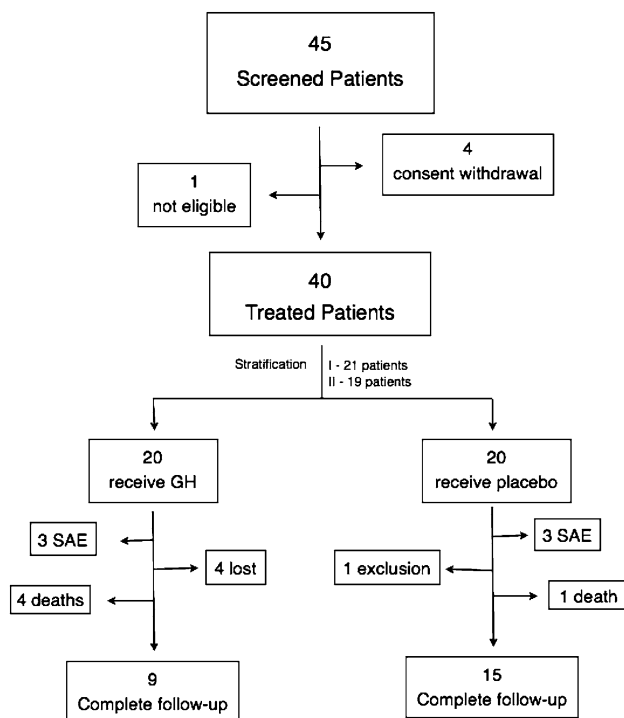 45
Screened Patients
4
consent withdrawal
1
not eligible
40
Treated Patients
Stratification
I - 21 patients
II - 19 patients
20
receive GH
20
receive placebo
3 SAE
3 SAE
4 lost
1 exclusion
4 deaths
1 death
9
Complete follow-up
15
Complete follow-up